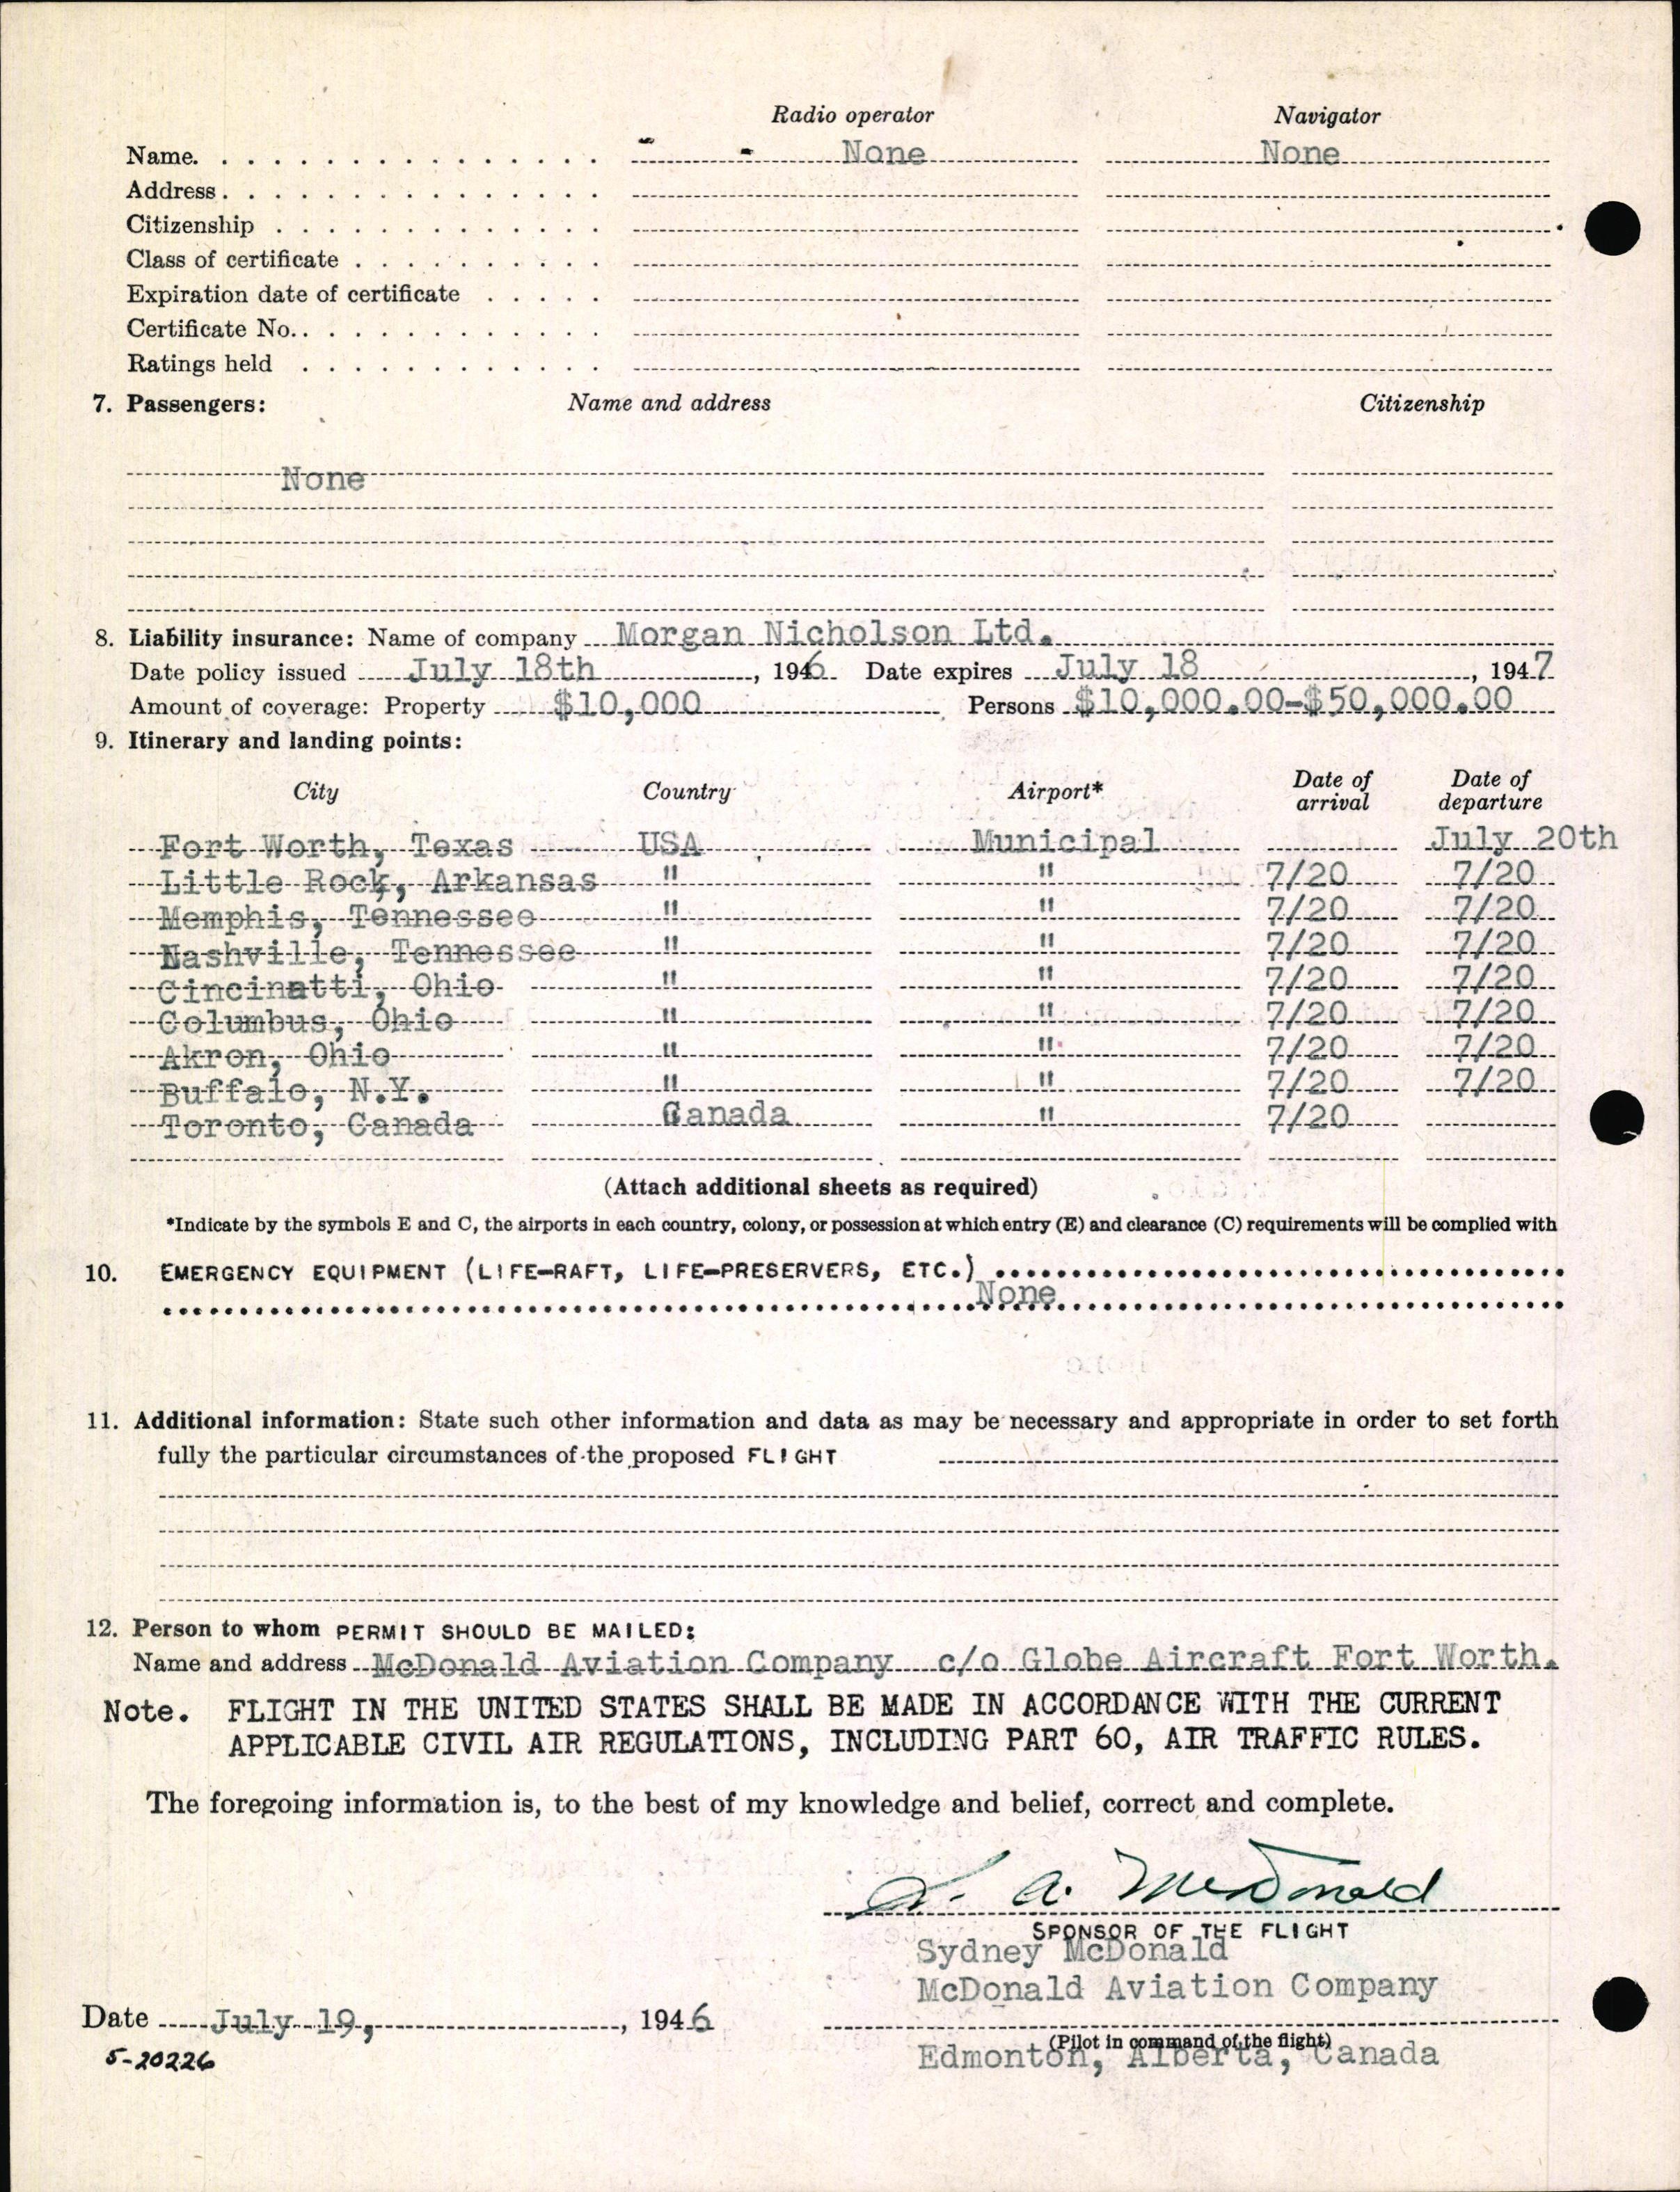 Radio operator Navigator
Name. . . . . . . . . . . . . . . None None
Address. . . . . . . . . . . . . .
Citizenship . . . . . . . . . . . .
Class of certificate . . . . . . . . .
Expiration date of certificate . . . . .
Certificate No. . . . . . . . . . . .
Ratings held . . . . . . . . . . . .
7. Passengers: Name and address Citizenship
None
8. Liability insurance: Name of company Morgan Nicholson Ltd.
Date policy issued July 18th , 1946 Date expires July 18 , 1947
Amount of coverage: Property $10,000 Persons $10,000.00-$50,000.00
9. Itinerary and landing points:
City Country Airport* Date of arrival Date of departure
Fort Worth, Texas USA Municipal July 20th
Little Rock, Arkansas " " 7/20 7/20
Memphis, Tennessee " " 7/20 7/20
Nashville, Tennessee " " 7/20 7/20
Cincinatti, Ohio " " 7/20 7/20
Columbus, Ohio " " 7/20 7/20
Akron, Ohio " " 7/20 7/20
Buffalo, N.Y. " " 7/20 7/20
Toronto, Canada Canada " 7/20
(Attach additional sheets as required)
*Indicate by the symbols E and C, the airports in each country, colony, or possession at which entry (E) and clearance (C) requirements will be complied with
10. EMERGENCY EQUIPMENT (LIFE-RAFT, LIFE-PRESERVERS, ETC.)
None
11. Additional information: State such other information and data as may be necessary and appropriate in order to set forth
fully the particular circumstances of the proposed FLIGHT
12. Person to whom PERMIT SHOULD BE MAILED:
Name and address McDonald Aviation Company c/o Globe Aircraft Fort Worth.
Note. FLIGHT IN THE UNITED STATES SHALL BE MADE IN ACCORDANCE WITH THE CURRENT
APPLICABLE CIVIL AIR REGULATIONS, INCLUDING PART 60, AIR TRAFFIC RULES.
The foregoing information is, to the best of my knowledge and belief, correct and complete.
S. A. McDonald
SPONSOR OF THE FLIGHT
Sydney McDonald
McDonald Aviation Company
Date July 19, , 1946
(Pilot in command of the flight)
Edmonton, Alberta, Canada
5-20226